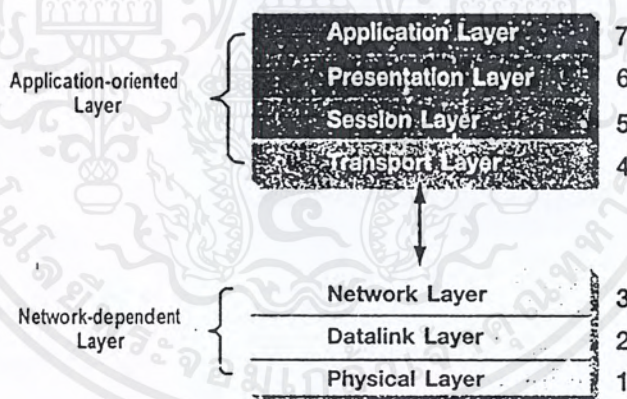 Application Layer 7
Presentation Layer 6
Session Layer 5
Transport Layer 4
Application-oriented
Layer
Network Layer 3
Datalink Layer 2
Physical Layer 1
Network-dependent
Layer